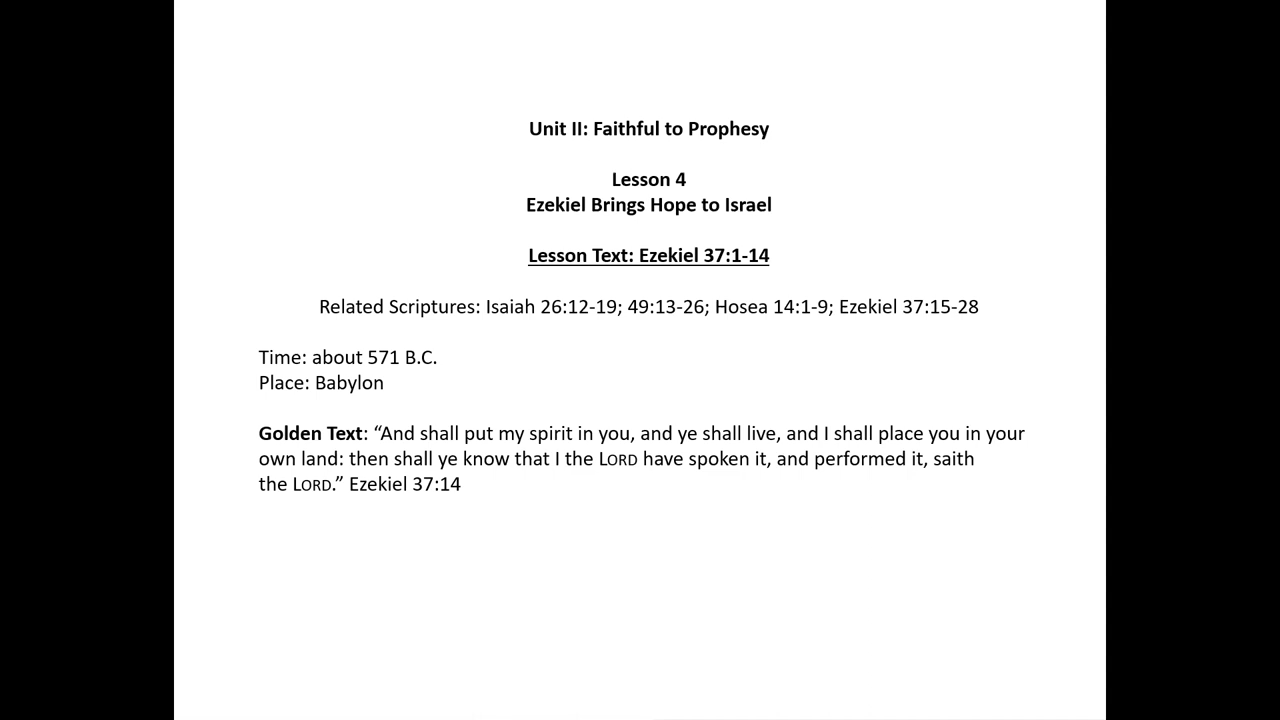 Unit II: Faithful to Prophesy
Lesson 4
Ezekiel Brings Hope to Israel
Lesson Text: Ezekiel 37:1-14
Related Scriptures: Isaiah 26:12-19; 49:13-26; Hosea 14:1-9; Ezekiel 37:15-28
Time: about 571 B.C.
Place: Babylon
Golden Text: “And shall put my spirit in you, and ye shall live, and I shall place you in your
own land: then shall ye know that I the LORD have spoken it, and performed it, saith
the LORD.” Ezekiel 37:14